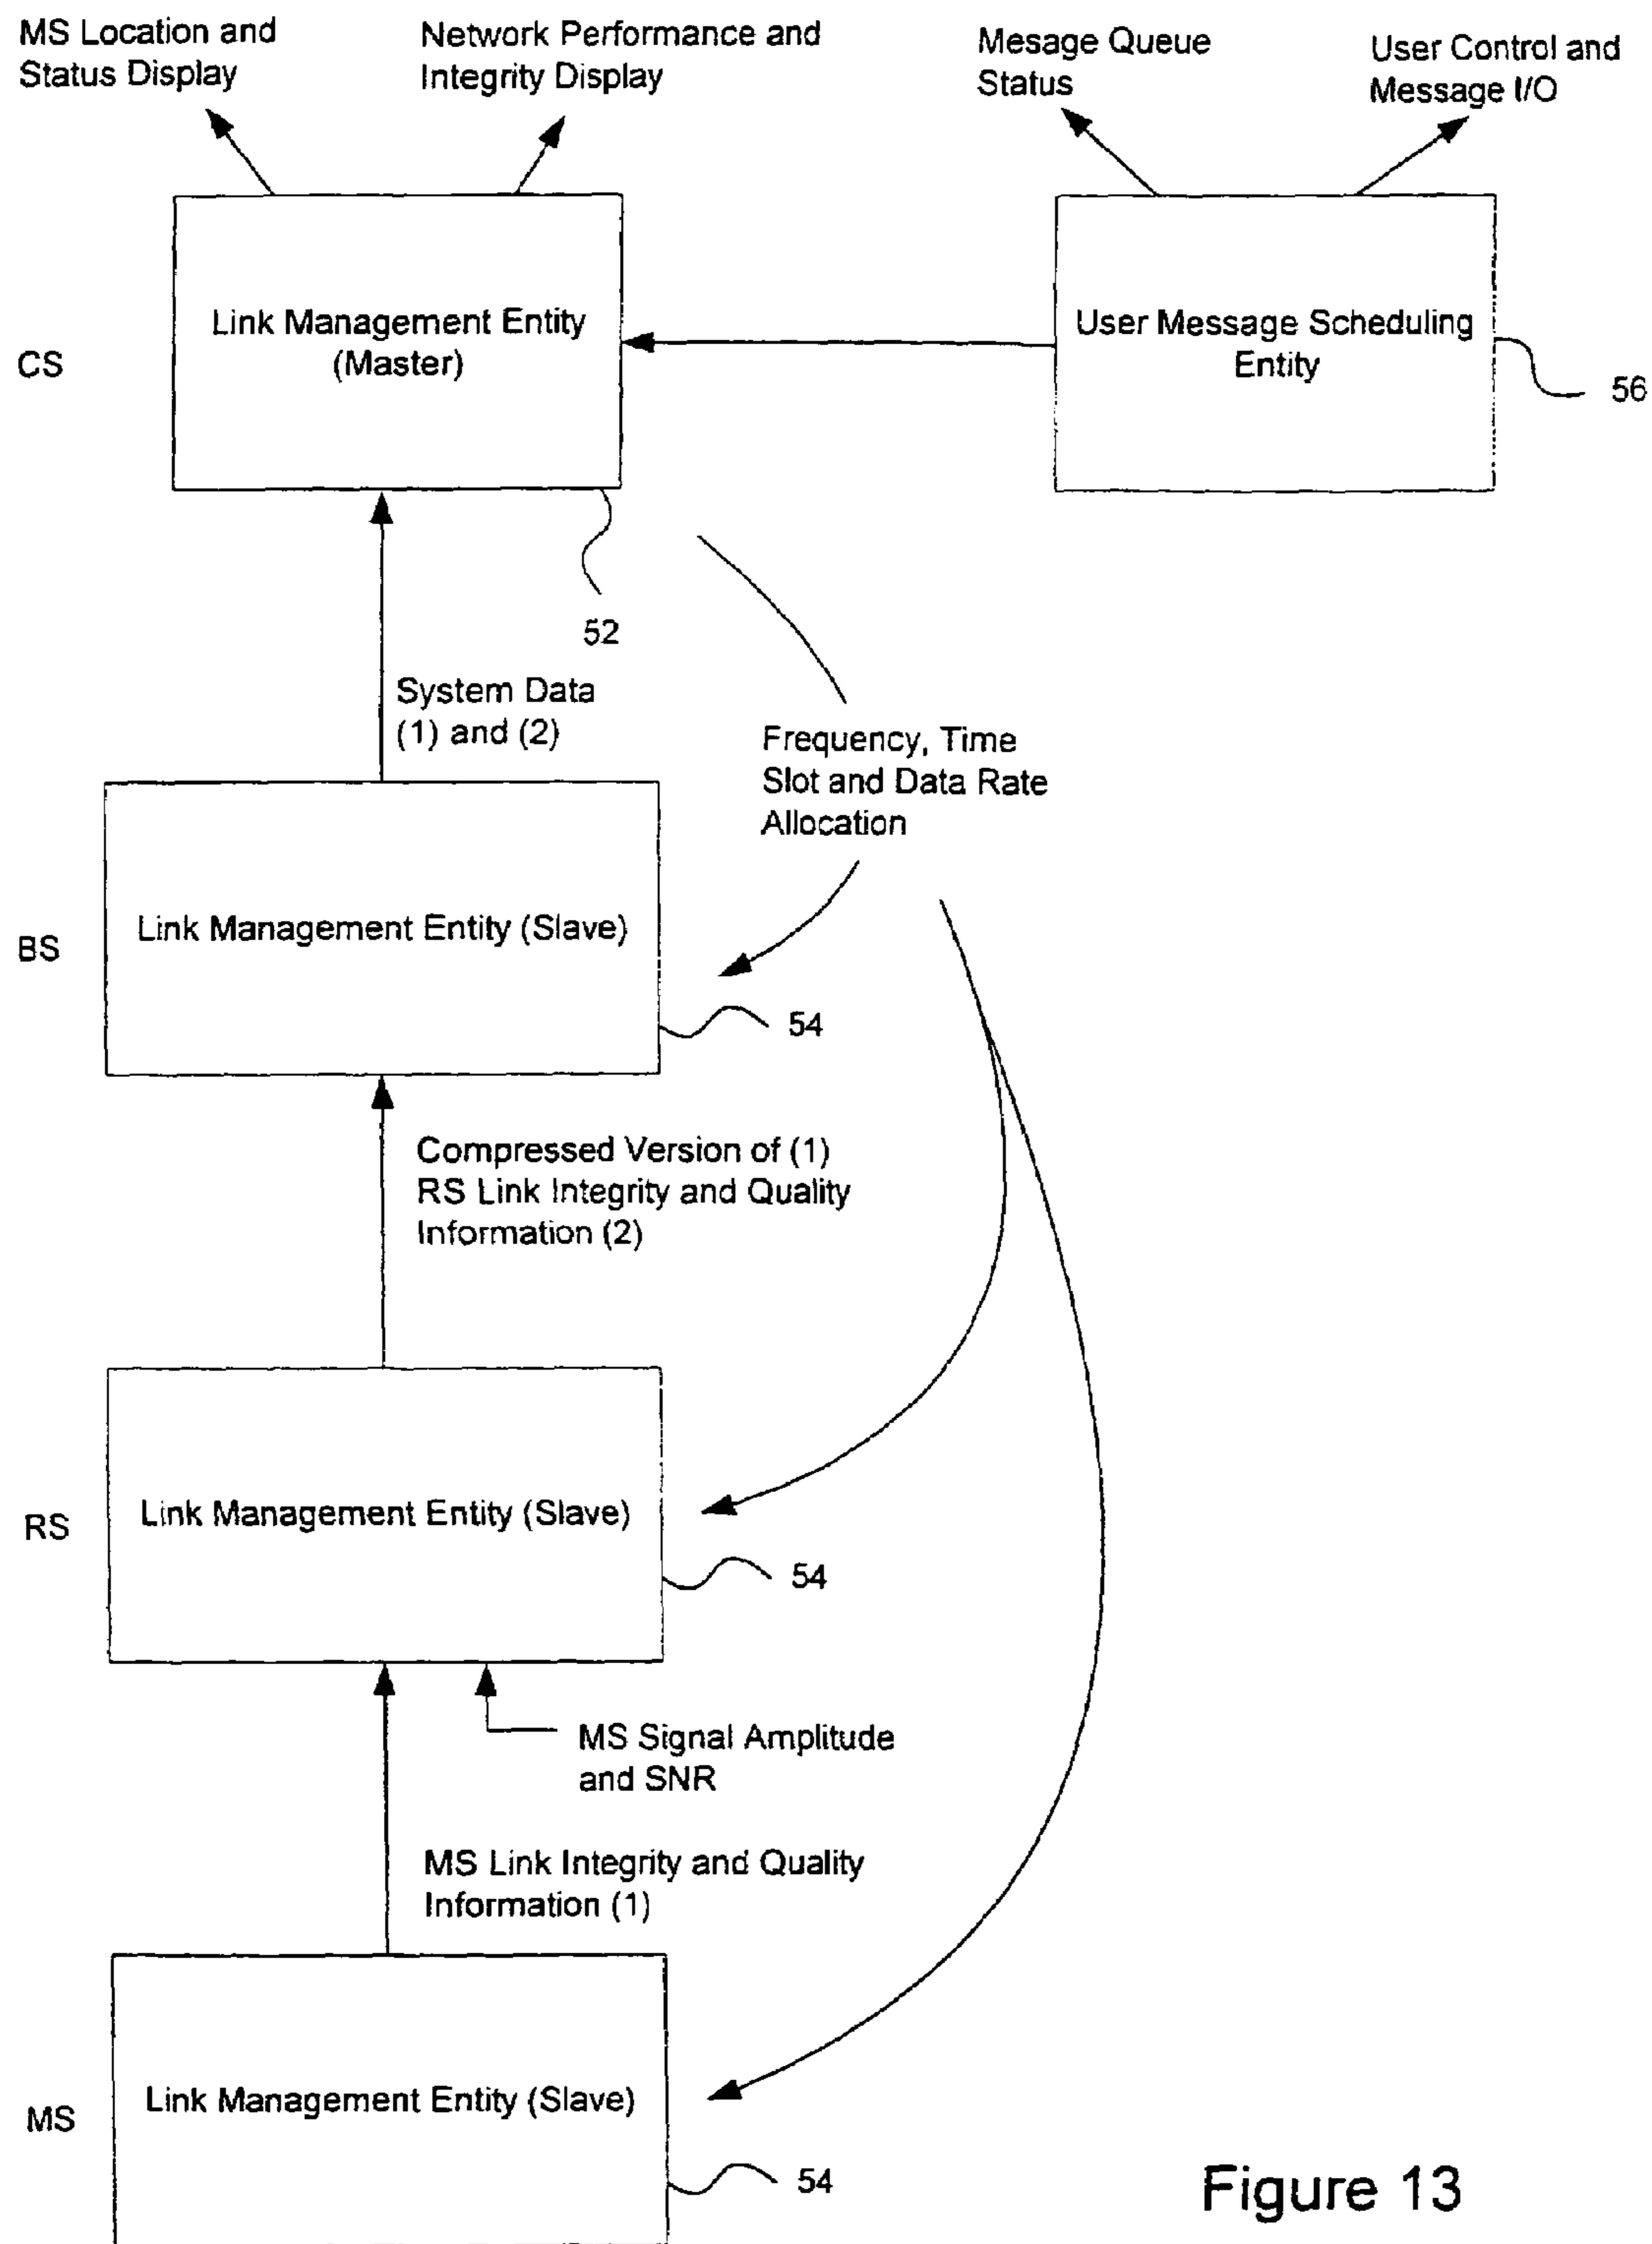 MS Location and
Status Display
Network Performance and
Integrity Display
Mesage Queue
Status
User Control and
Message I/O
Link Management Entity
(Master)
User Message Scheduling
Entity
CS
56
52
System Data
(1) and (2)
Frequency, Time
Slot and Data Rate
Allocation
Link Management Entity (Slave)
BS
54
Compressed Version of (1)
RS Link Integrity and Quality
Information (2)
Link Management Entity (Slave)
RS
54
MS Signal Amplitude
and SNR
MS Link Integrity and Quality
Information (1)
Link Management Entity (Slave)
MS
54
Figure 13